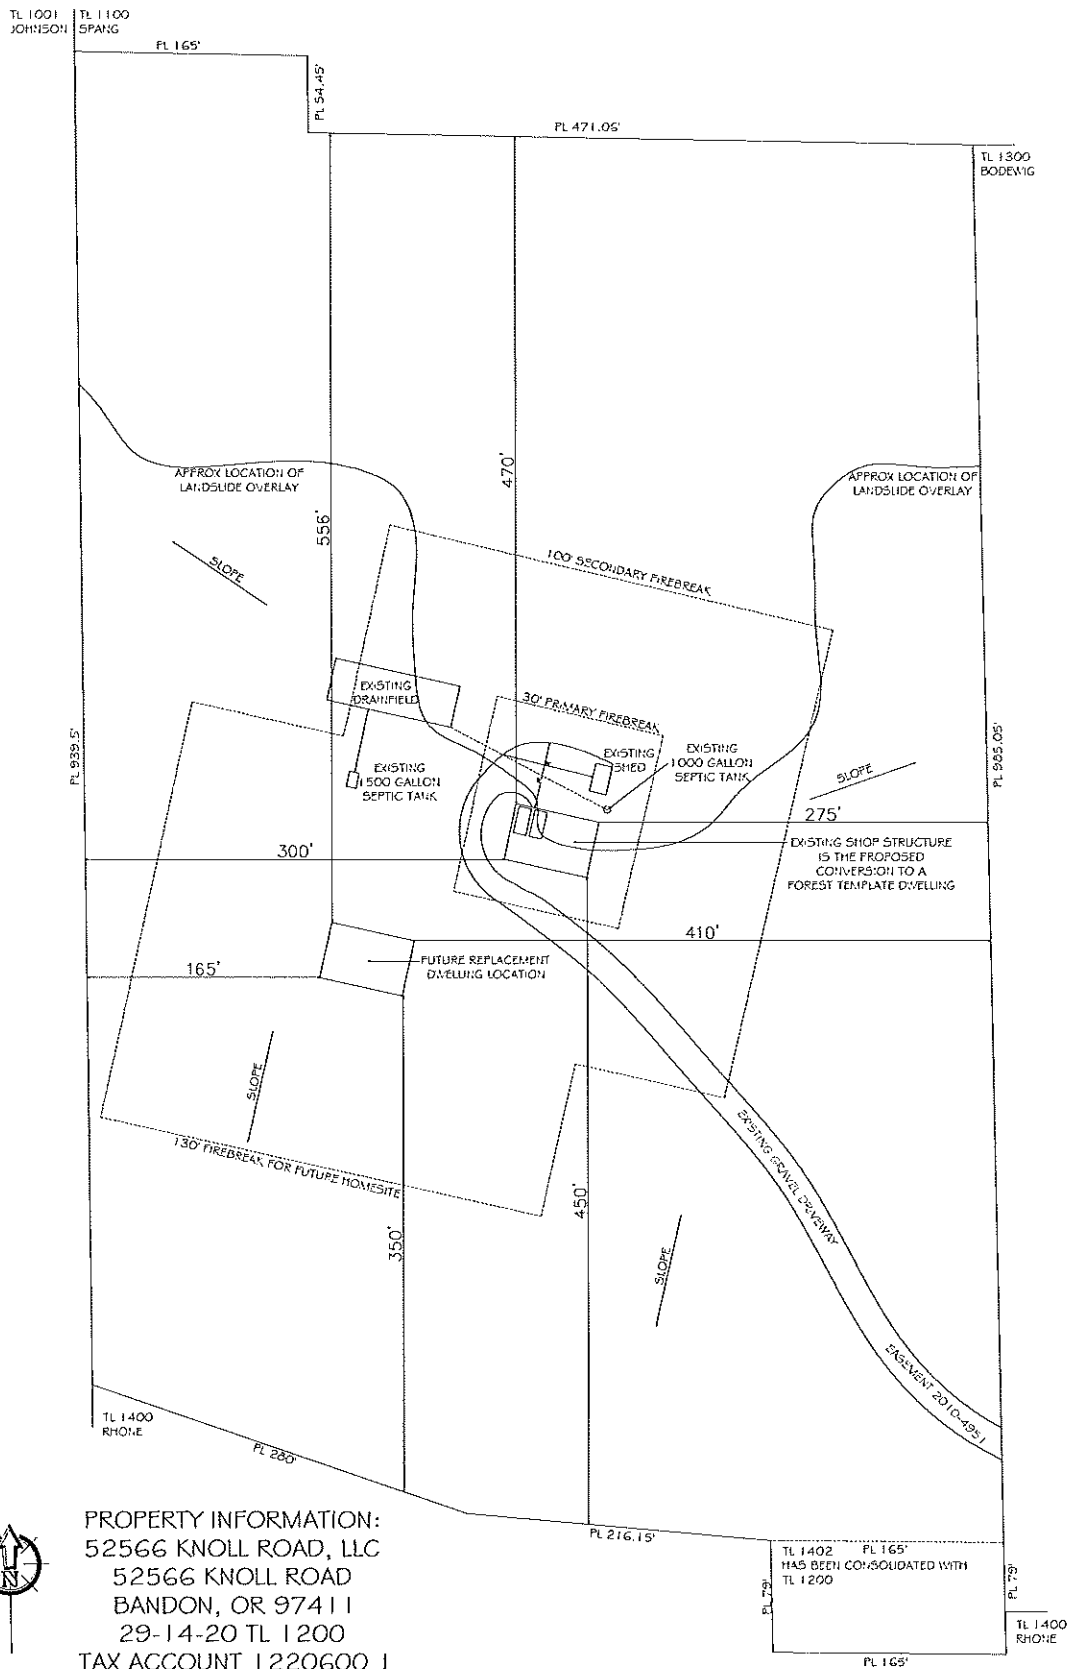 TL 1001
JOHNSON
TL 1100
SPANG
PL 165'
PL 54.45'
PL 471.05'
TL 1300
BODEWIG
APPROX LOCATION OF
LANDSLIDE OVERLAY
470'
APPROX LOCATION OF
LANDSLIDE OVERLAY
556'
SLOPE
100' SECONDARY FIREBREAK
EXISTING
DRAINFIELD
30' PRIMARY FIREBREAK
PL 939.5'
EXISTING
1500 GALLON
SEPTIC TANK
EXISTING
SHED
EXISTING
1000 GALLON
SEPTIC TANK
SLOPE
PL 985.05'
275'
300'
EXISTING SHOP STRUCTURE
IS THE PROPOSED
CONVERSION TO A
FOREST TEMPLATE DWELLING
410'
165'
FUTURE REPLACEMENT
DWELLING LOCATION
SLOPE
130' FIREBREAK FOR FUTURE HOMESITE
EXISTING GRAVEL DRIVEWAY
350'
450'
SLOPE
EASEMENT 2010-4951
TL 1400
RHONE
PL 280'
PL 216.15'
N
PROPERTY INFORMATION:
52566 KNOLL ROAD, LLC
52566 KNOLL ROAD
BANDON, OR 97411
29-14-20 TL 1200
TAX ACCOUNT 1220600.1
TL 1402
PL 165'
HAS BEEN CONSOLIDATED WITH
TL 1200
PL 79'
PL 79'
TL 1400
RHONE
PL 165'